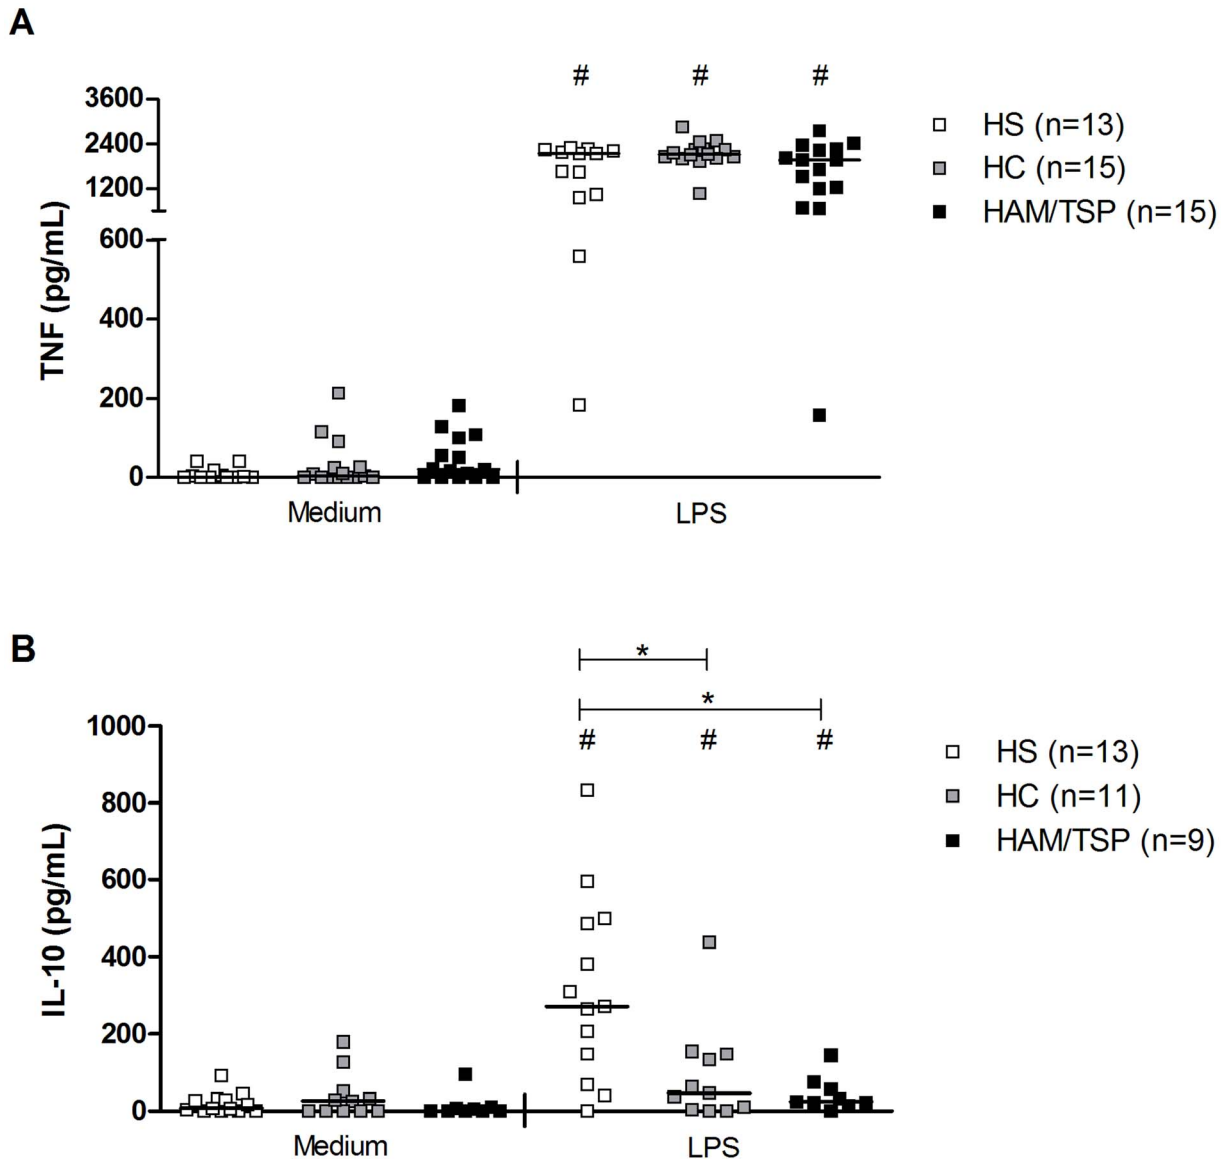 A
# # #
3600
2400
1200
600
400
200
0
TNF (pg/mL)
HS (n=13)
HC (n=15)
HAM/TSP (n=15)
Medium LPS
B
*
*
# # #
1000
800
600
400
200
0
IL-10 (pg/mL)
HS (n=13)
HC (n=11)
HAM/TSP (n=9)
Medium LPS